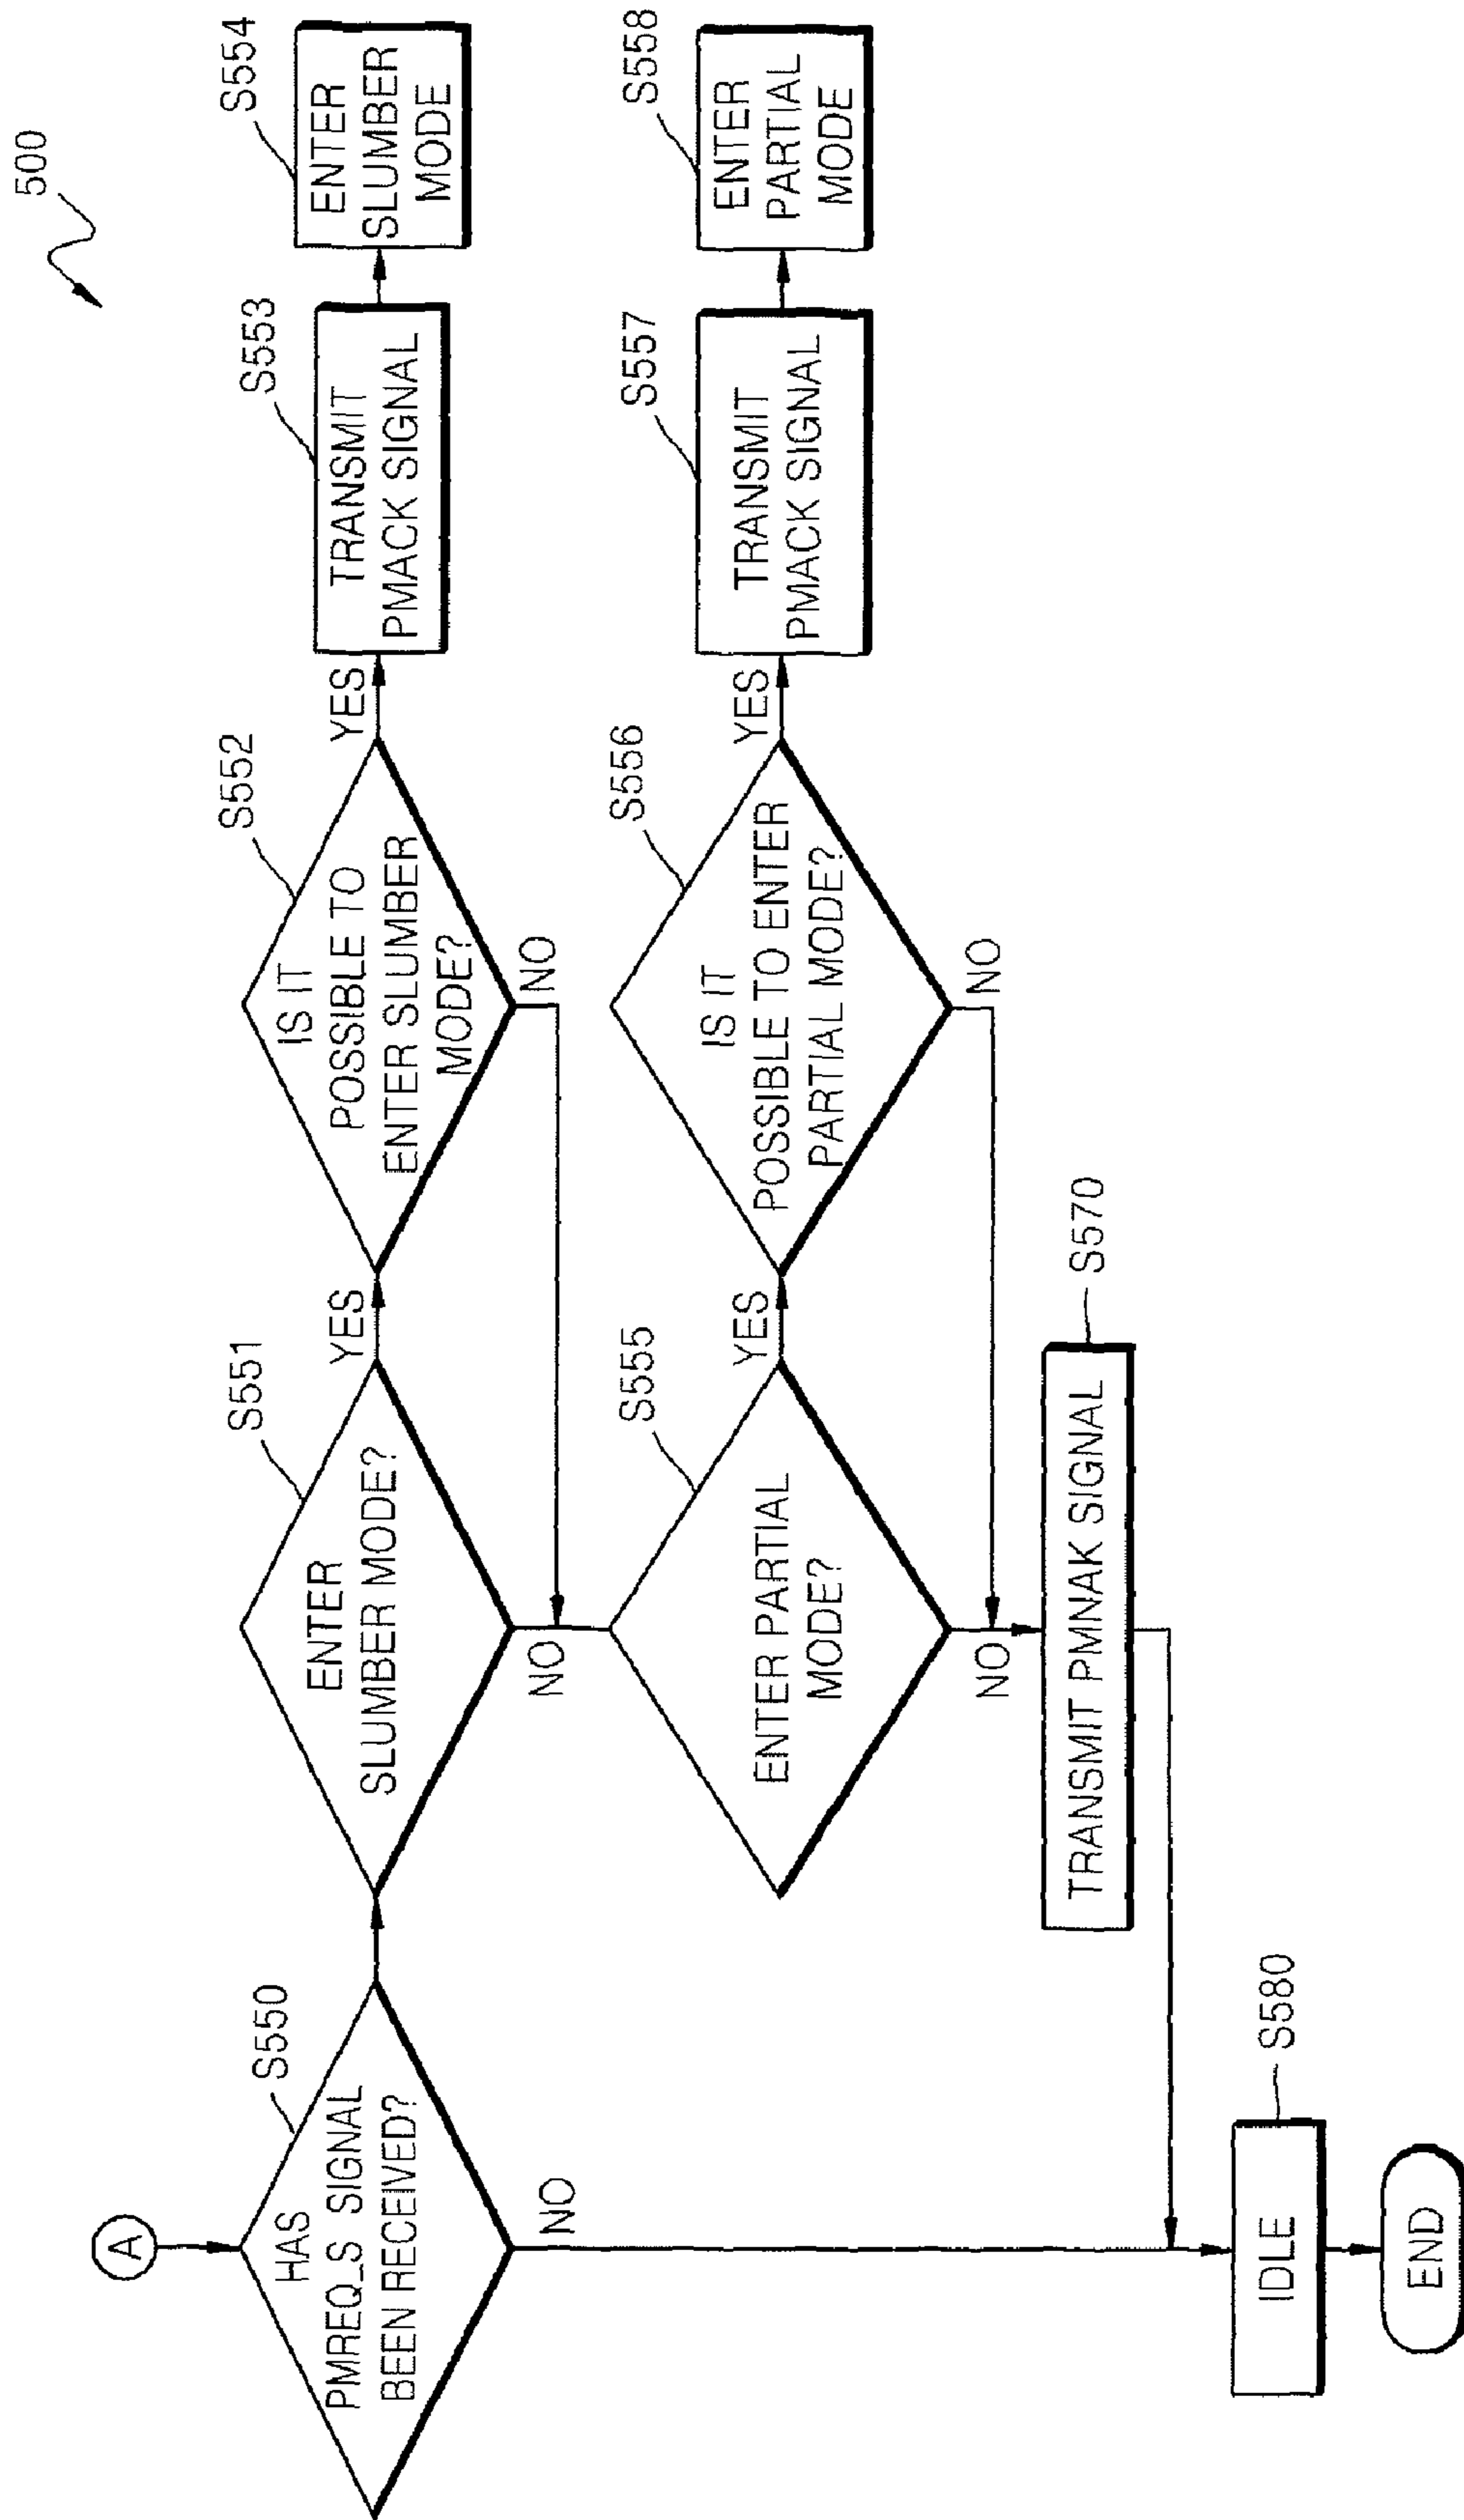 500
A
HAS
PMREQ_S SIGNAL
BEEN RECEIVED?
S550
NO
ENTER
SLUMBER MODE?
S551
YES
NO
IS IT
POSSIBLE TO
ENTER SLUMBER
MODE?
S552
YES
NO
TRANSMIT
PMACK SIGNAL
S553
ENTER
SLUMBER
MODE
S554
ENTER PARTIAL
MODE?
S555
YES
NO
IS IT
POSSIBLE TO ENTER
PARTIAL MODE?
S556
YES
NO
TRANSMIT
PMACK SIGNAL
S557
ENTER
PARTIAL
MODE
S558
TRANSMIT PMNAK SIGNAL
S570
IDLE
S580
END